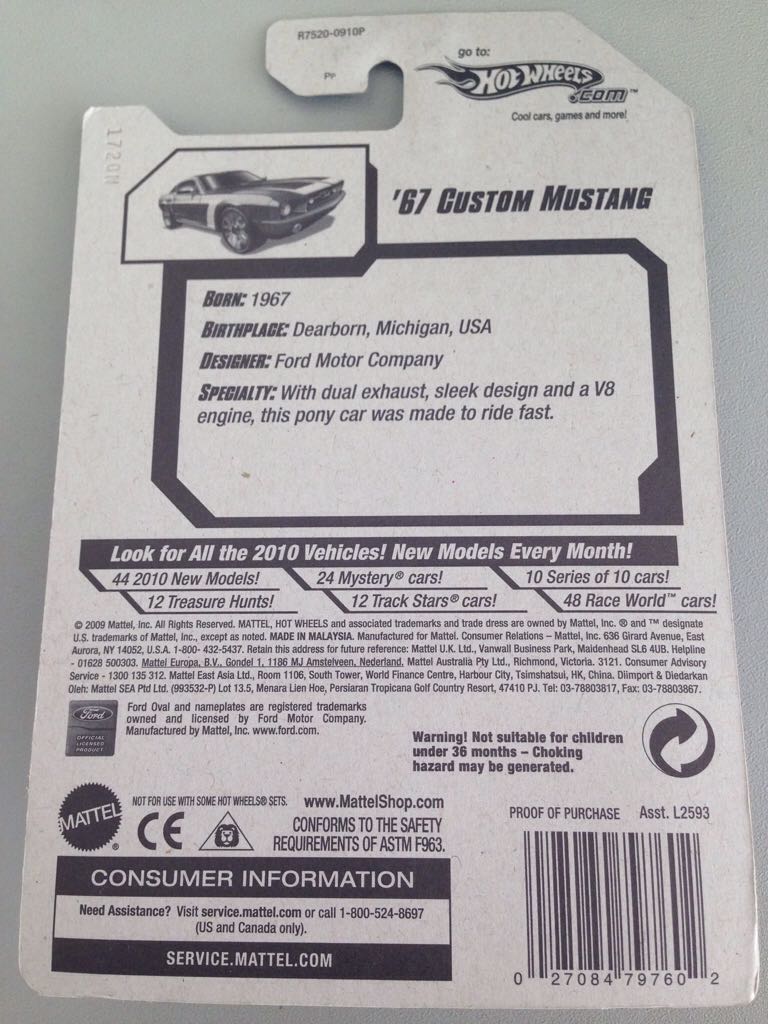 R7520-0910P
Pr
go to:
HOT WHEELS
.COM™
Cool cars, games and more!
1720N
'67 CUSTOM MUSTANG
BORN: 1967
BIRTHPLACE: Dearborn, Michigan, USA
DESIGNER: Ford Motor Company
SPECIALTY: With dual exhaust, sleek design and a V8
engine, this pony car was made to ride fast.
Look for All the 2010 Vehicles! New Models Every Month!
44 2010 New Models! 24 Mystery® cars! 10 Series of 10 cars!
12 Treasure Hunts! 12 Track Stars® cars! 48 Race World™ cars!
© 2009 Mattel, Inc. All Rights Reserved. MATTEL, HOT WHEELS and associated trademarks and trade dress are owned by Mattel, Inc. ® and ™ designate
U.S. trademarks of Mattel, Inc., except as noted. MADE IN MALAYSIA. Manufactured for Mattel. Consumer Relations – Mattel, Inc. 636 Girard Avenue, East
Aurora, NY 14052, U.S.A. 1-800- 432-5437. Retain this address for future reference: Mattel U.K. Ltd., Vanwall Business Park, Maidenhead SL6 4UB. Helpline
- 01628 500303. Mattel Europa, B.V., Gondel 1, 1186 MJ Amstelveen, Nederland. Mattel Australia Pty Ltd., Richmond, Victoria. 3121. Consumer Advisory
Service - 1300 135 312. Mattel East Asia Ltd., Room 1106, South Tower, World Finance Centre, Harbour City, Tsimshatsui, HK, China. Diimport & Diedarkan
Oleh: Mattel SEA Ptd Ltd. (993532-P) Lot 13.5, Menara Lien Hoe, Persiaran Tropicana Golf Country Resort, 47410 PJ. Tel: 03-78803817, Fax: 03-78803867.
Ford
OFFICIAL
LICENSED
PRODUCT
Ford Oval and nameplates are registered trademarks
owned and licensed by Ford Motor Company.
Manufactured by Mattel, Inc. www.ford.com.
Warning! Not suitable for children
under 36 months – Choking
hazard may be generated.
MATTEL®
NOT FOR USE WITH SOME HOT WHEELS® SETS.
www.MattelShop.com
CE
CONFORMS TO THE SAFETY
REQUIREMENTS OF ASTM F963.
PROOF OF PURCHASE Asst. L2593
CONSUMER INFORMATION
Need Assistance? Visit service.mattel.com or call 1-800-524-8697
(US and Canada only).
SERVICE.MATTEL.COM
0 27084 79760 2